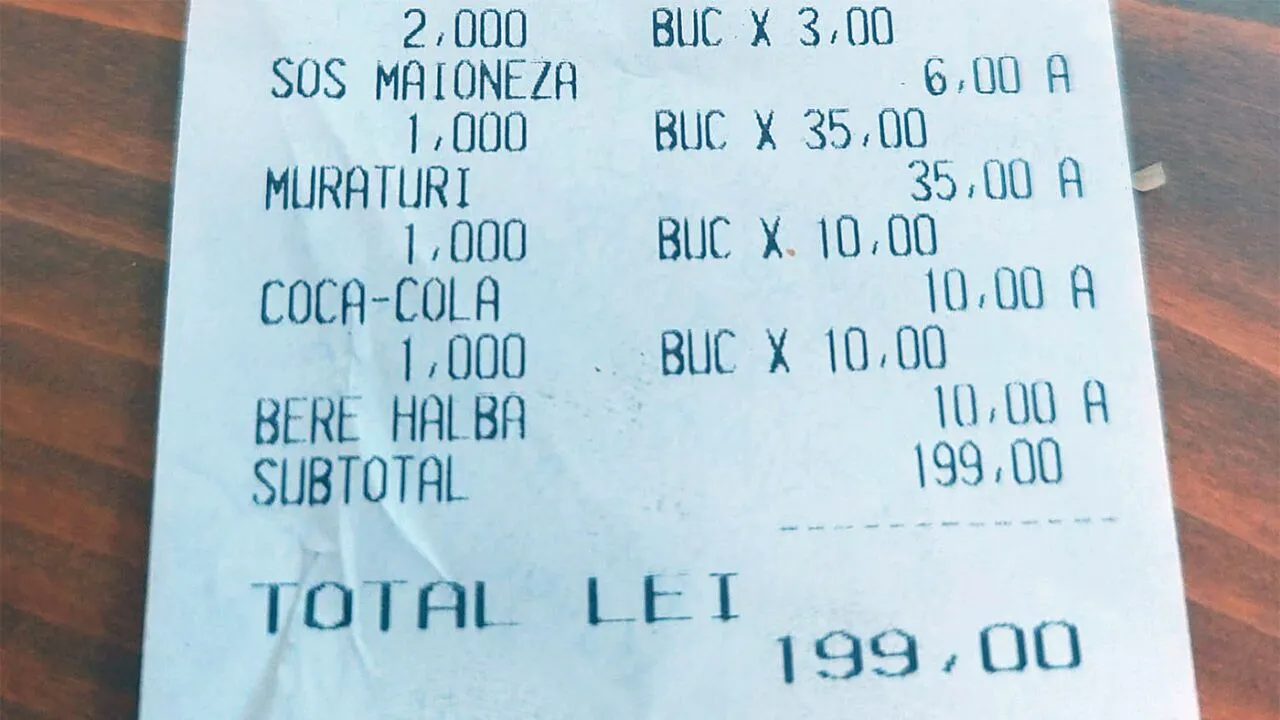 2,000 BUC X 3,00
SOS MAIONEZA 6,00 A
1,000 BUC X 35,00
MURATURI 35,00 A
1,000 BUC X 10,00
COCA-COLA 10,00 A
1,000 BUC X 10,00
BERE HALBA 10,00 A
SUBTOTAL 199,00
TOTAL LEI
199,00